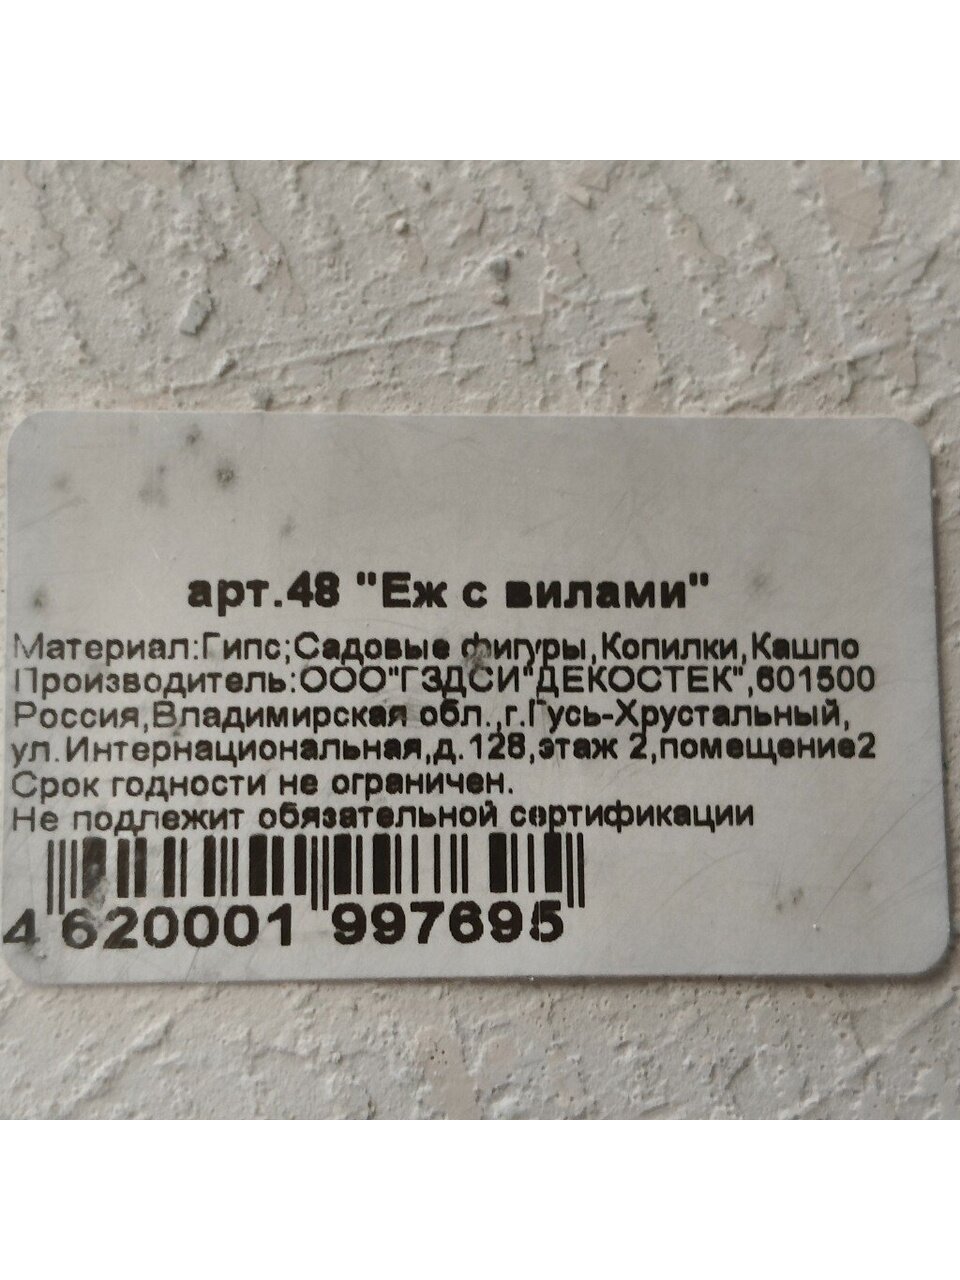 арт.48 "Еж с вилами"
Материал:Гипс;Садовые фигуры,Копилки,Кашпо
Производитель:ООО"ГЗДСИ"ДЕКОСТЕК",601500
Россия,Владимирская обл.,г.Гусь-Хрустальный,
ул.Интернациональная,д.128,этаж 2,помещение2
Срок годности не ограничен.
Не подлежит обязательной сертификации
4 620001 997695